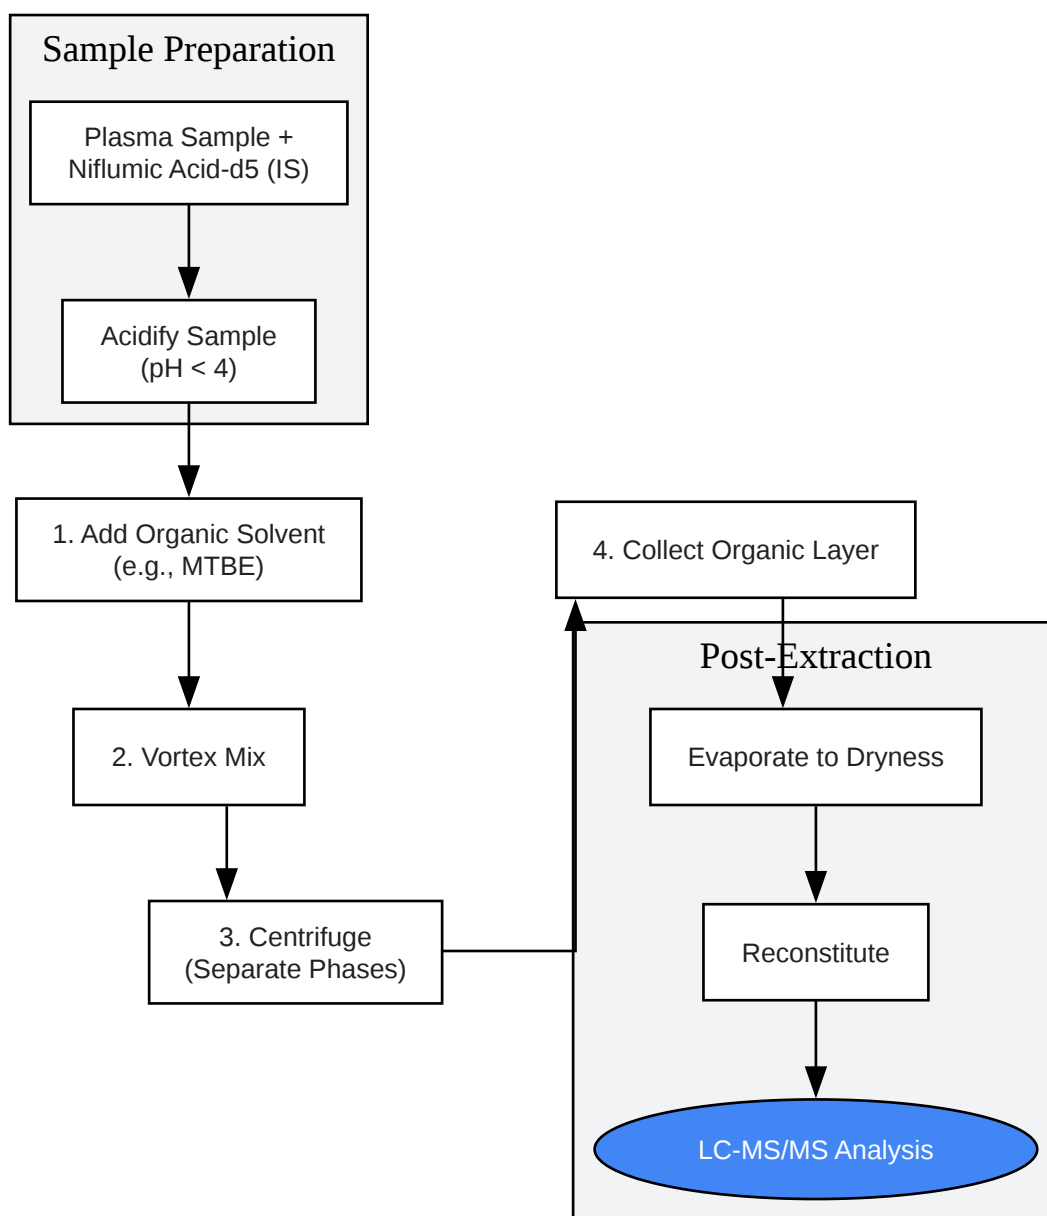 Sample Preparation
Plasma Sample +
Niflumic Acid-d5 (IS)
Acidify Sample
(pH < 4)
1. Add Organic Solvent
(e.g., MTBE)
2. Vortex Mix
3. Centrifuge
(Separate Phases)
4. Collect Organic Layer
Post-Extraction
Evaporate to Dryness
Reconstitute
LC-MS/MS Analysis